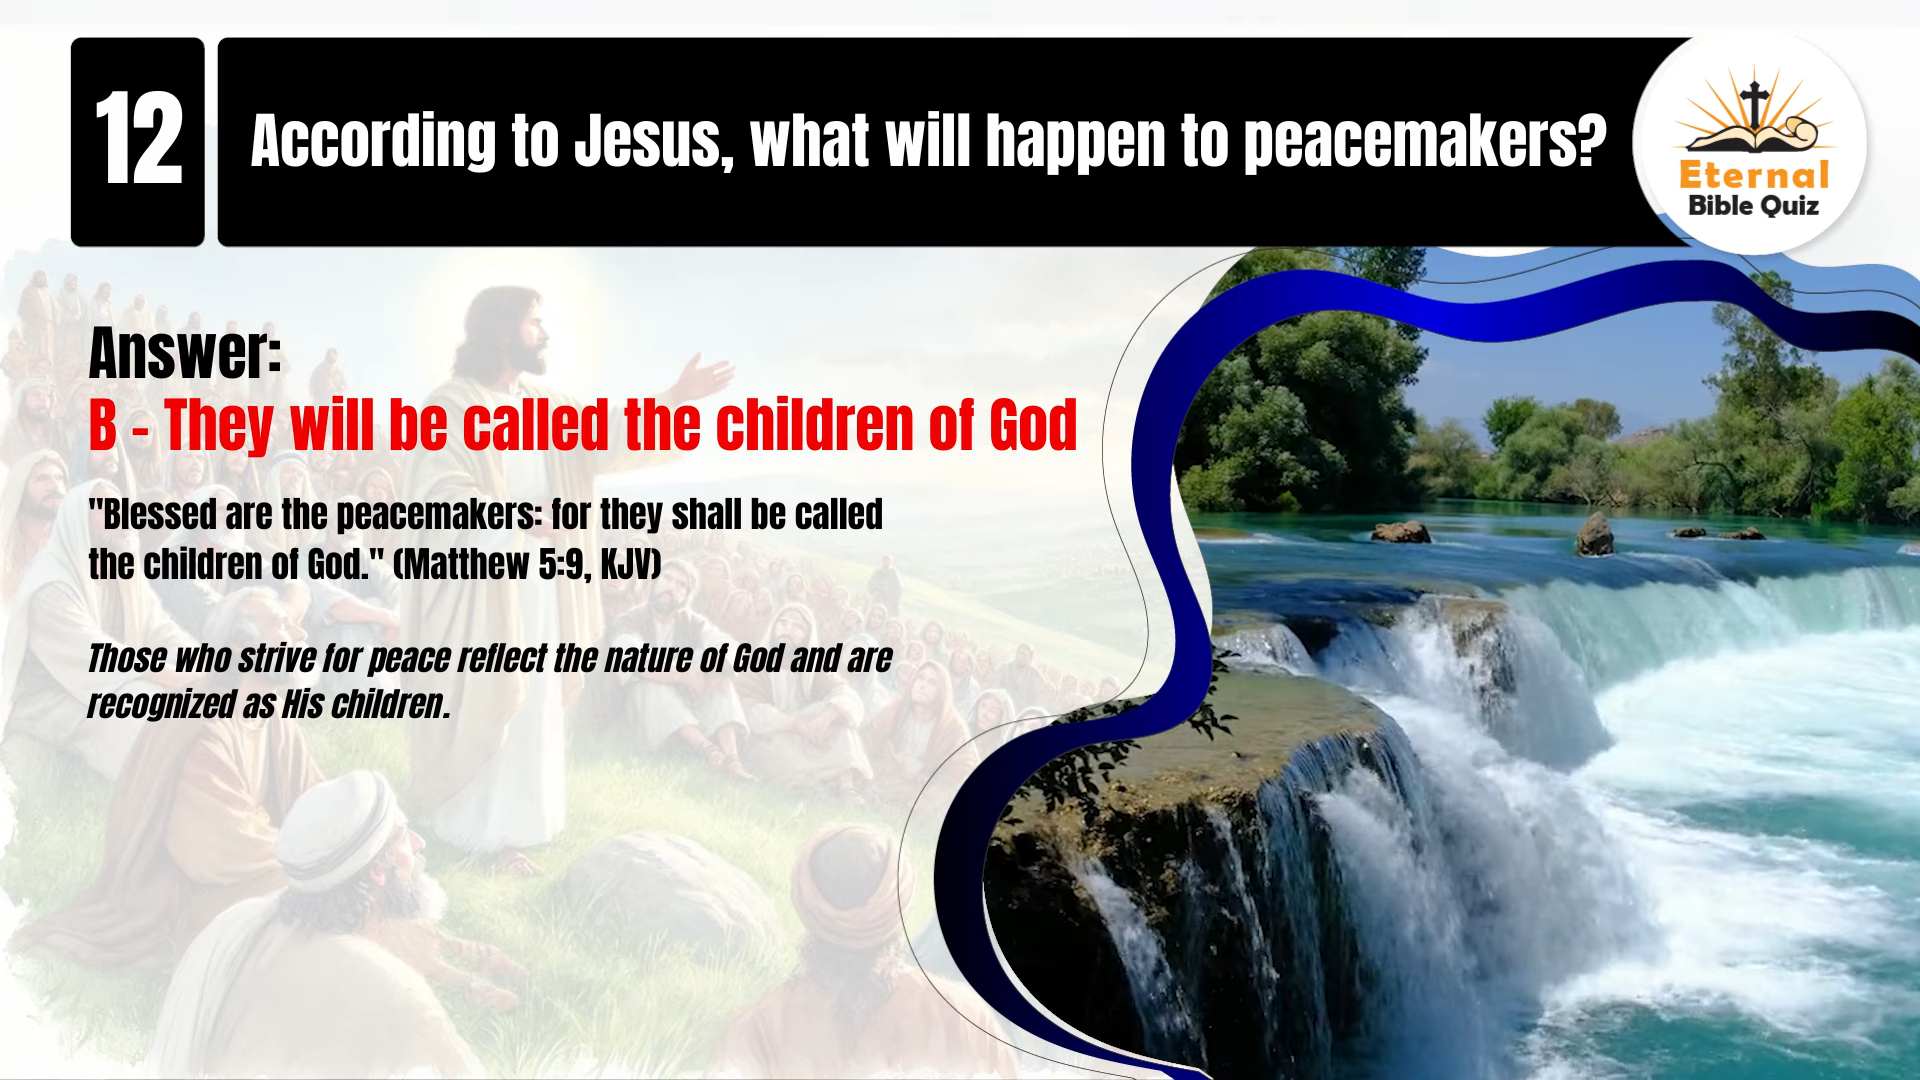 12
According to Jesus, what will happen to peacemakers?
Eternal
Bible Quiz
Answer:
B - They will be called the children of God
"Blessed are the peacemakers: for they shall be called
the children of God." (Matthew 5:9, KJV)
Those who strive for peace reflect the nature of God and are
recognized as His children.